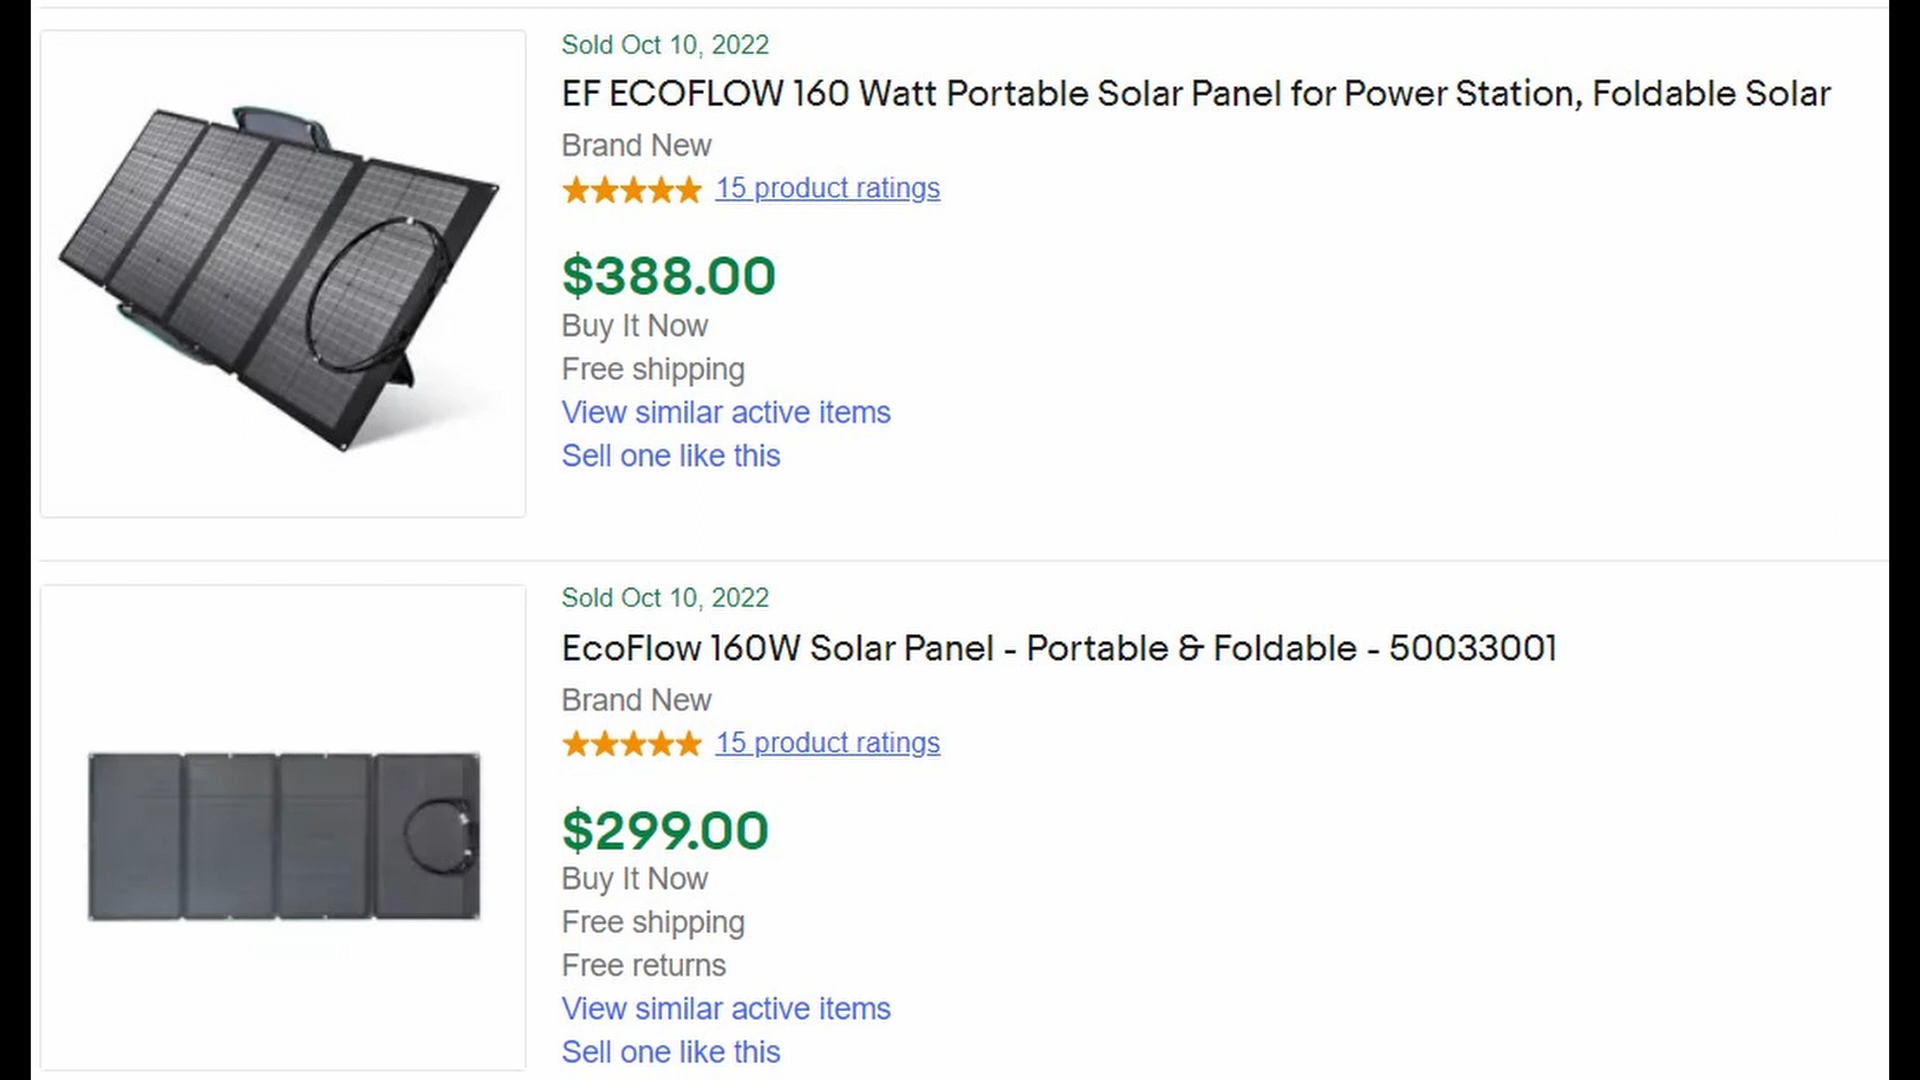 Sold Oct 10, 2022
EF ECOFLOW 160 Watt Portable Solar Panel for Power Station, Foldable Solar
Brand New
15 product ratings
$388.00
Buy It Now
Free shipping
View similar active items
Sell one like this
Sold Oct 10, 2022
EcoFlow 160W Solar Panel - Portable & Foldable - 50033001
Brand New
15 product ratings
$299.00
Buy It Now
Free shipping
Free returns
View similar active items
Sell one like this